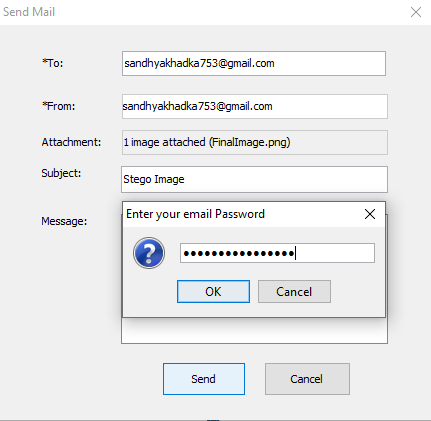 Send Mail
*To: sandhyakhadka753@gmail.com
*From: sandhyakhadka753@gmail.com
Attachment: 1 image attached (FinalImage.png)
Subject: Stego Image
Message:
Enter your email Password
••••••••••••••••
OK Cancel
Send Cancel